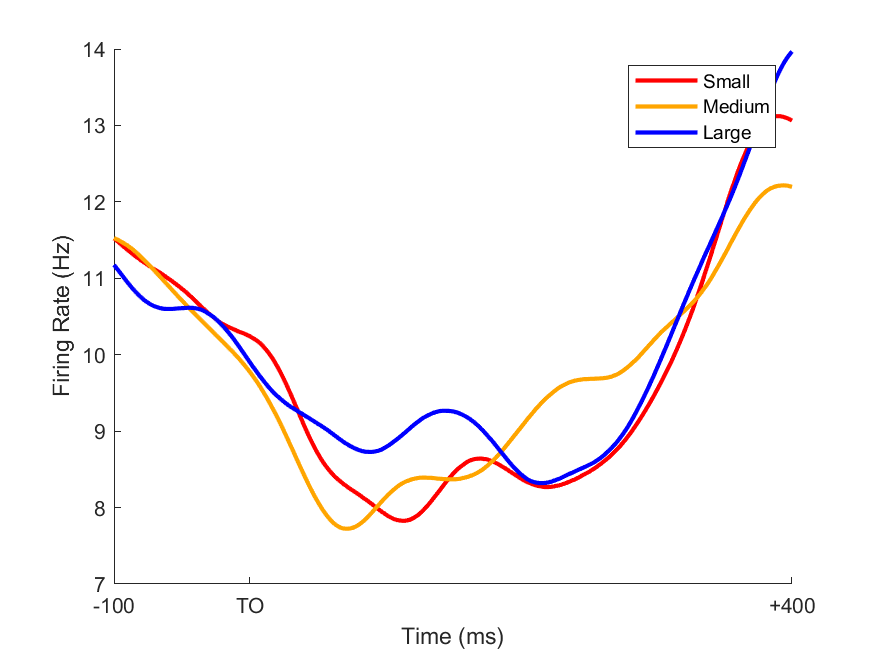 14
13
12
11
10
9
8
7
Firing Rate (Hz)
Small
Medium
Large
-100
TO
+400
Time (ms)